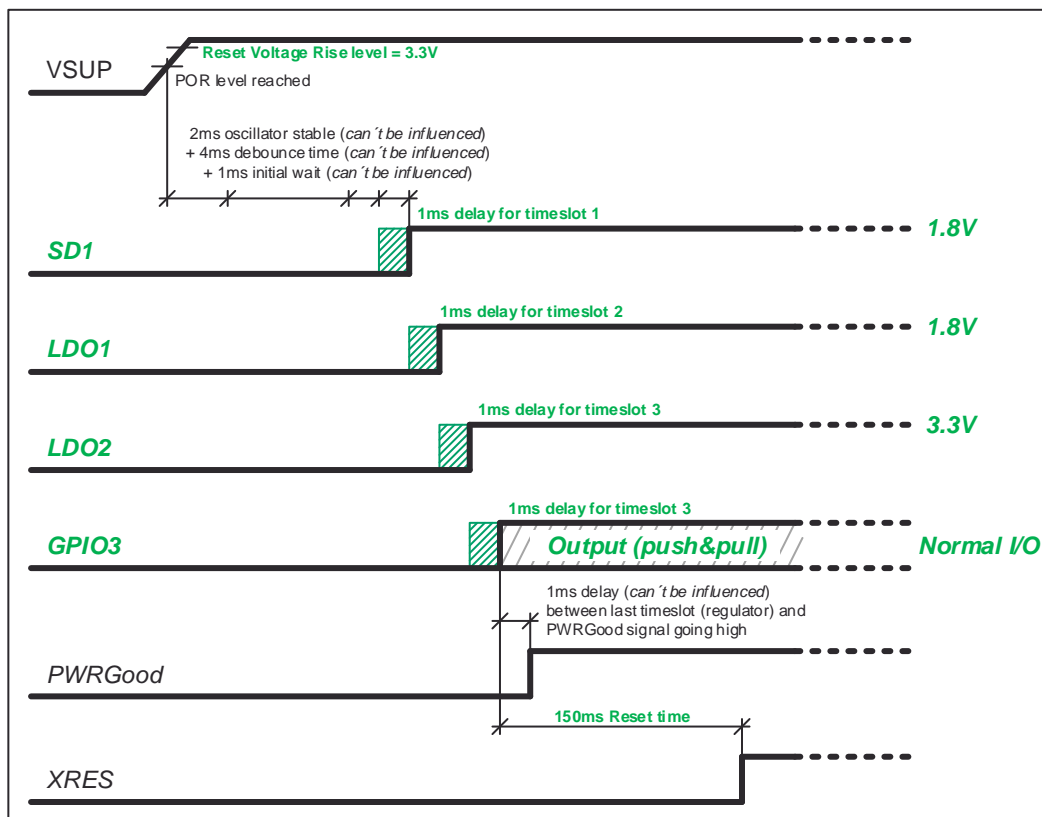 Reset Voltage Rise level = 3.3V
VSUP
POR level reached
2ms oscillator stable (can´t be influenced)
+ 4ms debounce time (can´t be influenced)
+ 1ms initial wait (can´t be influenced)
1ms delay for timeslot 1
SD1
1.8V
1ms delay for timeslot 2
LDO1
1.8V
1ms delay for timeslot 3
LDO2
3.3V
1ms delay for timeslot 3
GPIO3
Output (push&pull)
Normal I/O
1ms delay (can´t be influenced)
between last timeslot (regulator) and
PWRGood signal going high
PWRGood
150ms Reset time
XRES